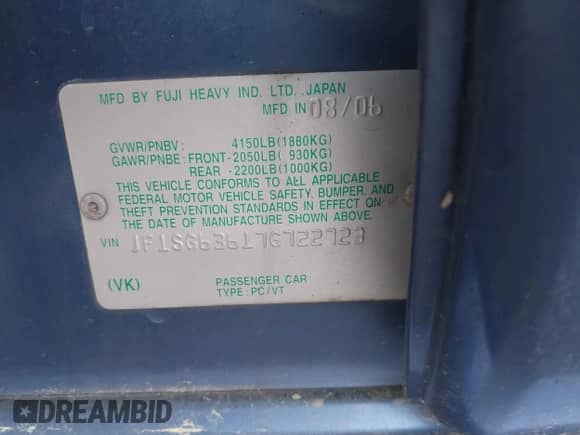 MFD BY FUJI HEAVY IND. LTD. JAPAN
MFD IN 08/06
GVWR/PNBV : 4150LB(1880KG)
GAWR/PNBE: FRONT-2050LB( 930KG)
REAR -2200LB(1000KG)
THIS VEHICLE CONFORMS TO ALL APPLICABLE
FEDERAL MOTOR VEHICLE SAFETY, BUMPER, AND
THEFT PREVENTION STANDARDS IN EFFECT ON
THE DATE OF MANUFACTURE SHOWN ABOVE.
VIN JF1SG63617G722723
(VK) PASSENGER CAR
TYPE:PC/VT
DREAMBID